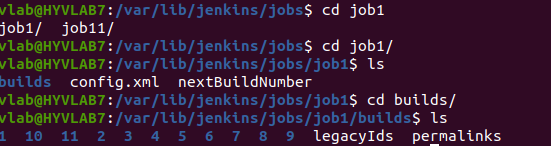 vlab@HYVLAB7:/var/lib/jenkins/jobs$ cd job1
job1/ job11/
vlab@HYVLAB7:/var/lib/jenkins/jobs$ cd job1/
vlab@HYVLAB7:/var/lib/jenkins/jobs/job1$ ls
builds config.xml nextBuildNumber
vlab@HYVLAB7:/var/lib/jenkins/jobs/job1$ cd builds/
vlab@HYVLAB7:/var/lib/jenkins/jobs/job1/builds$ ls
1 10 11 2 3 4 5 6 7 8 9 legacyIds permalinks